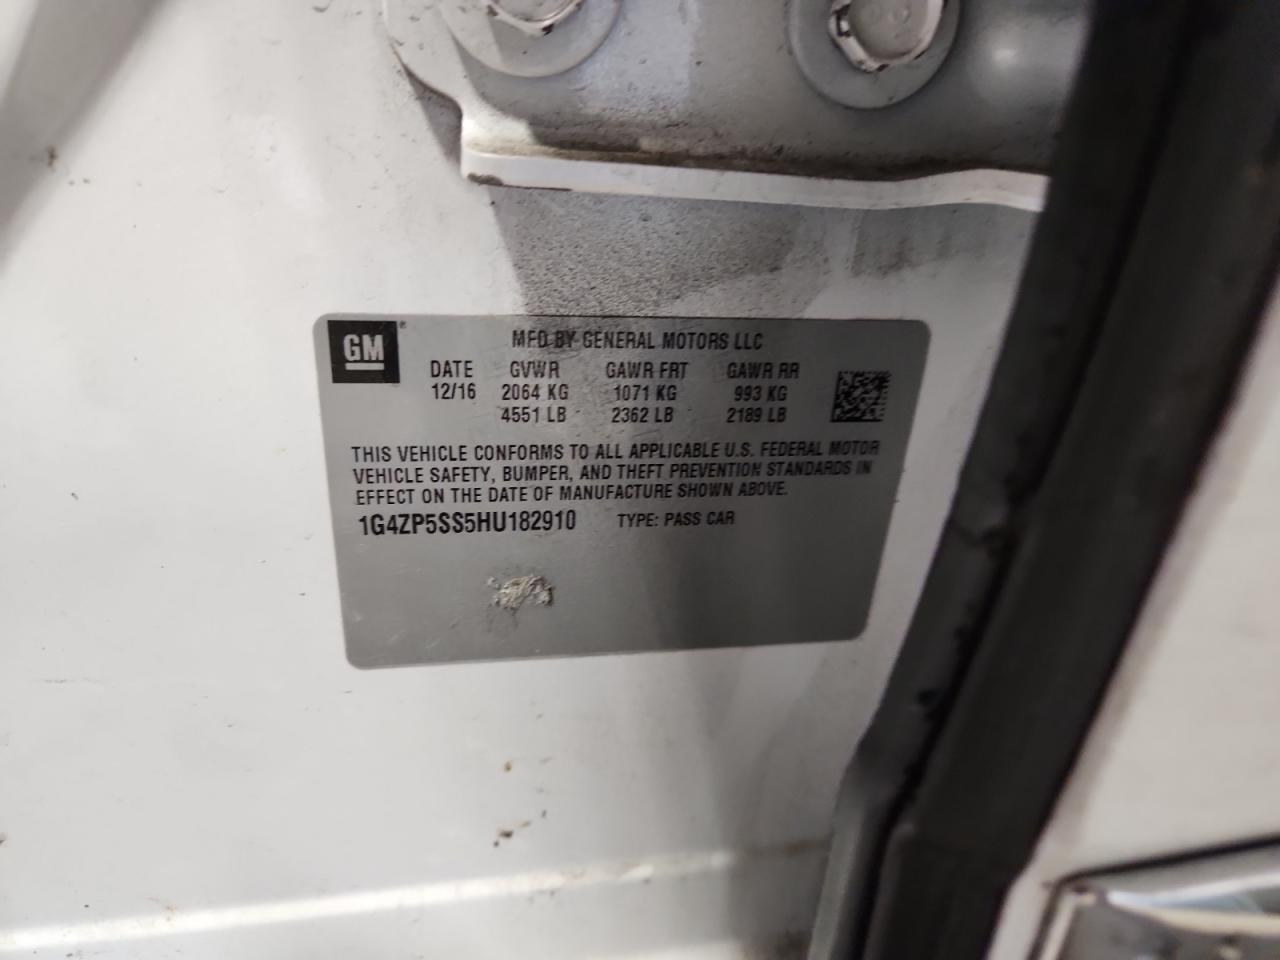 GM®
MFD BY GENERAL MOTORS LLC
DATE GVWR GAWR FRT GAWR RR
12/16 2064 KG 1071 KG 993 KG
4551 LB 2362 LB 2189 LB
THIS VEHICLE CONFORMS TO ALL APPLICABLE U.S. FEDERAL MOTOR
VEHICLE SAFETY, BUMPER, AND THEFT PREVENTION STANDARDS IN
EFFECT ON THE DATE OF MANUFACTURE SHOWN ABOVE.
1G4ZP5SS5HU182910 TYPE: PASS CAR